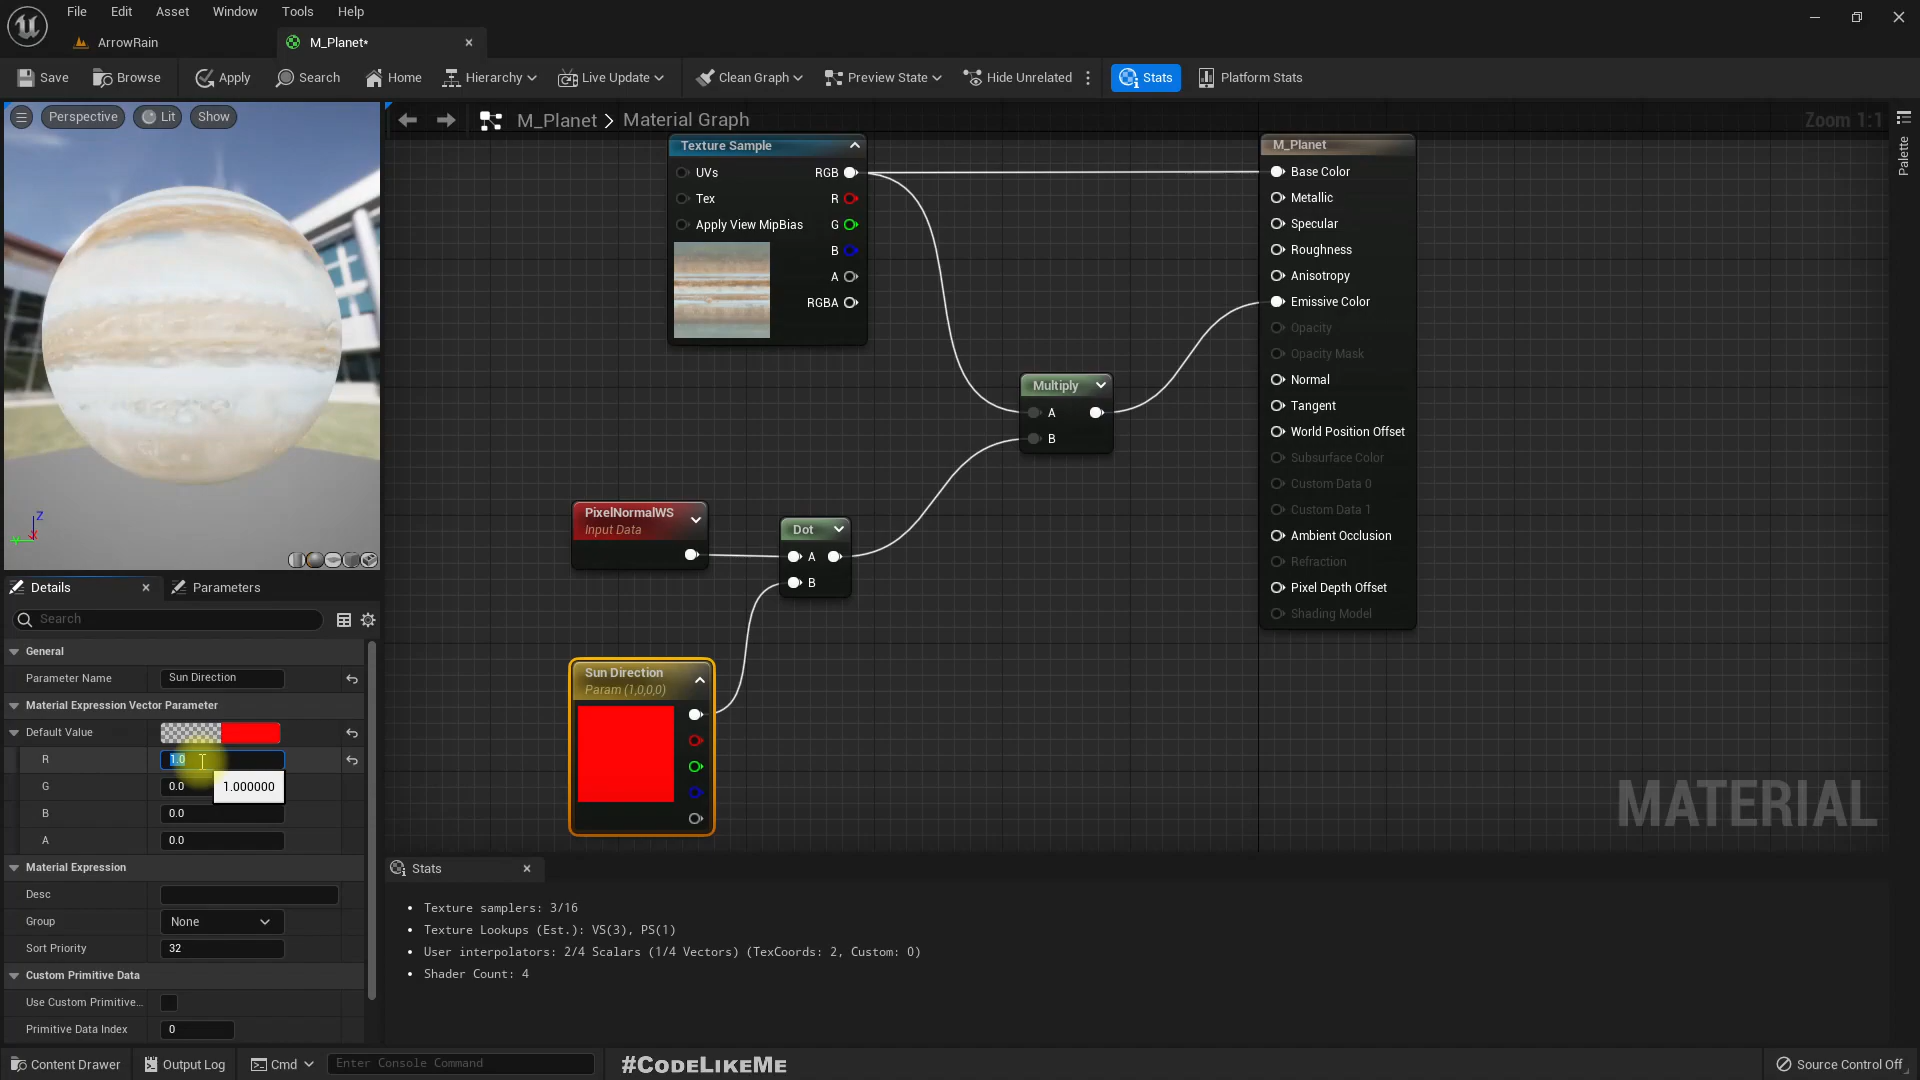 File Edit Asset Window Tools Help
ArrowRain
M_Planet*
Save Browse Apply Search Home Hierarchy Live Update Clean Graph Preview State Hide Unrelated Stats Platform Stats
Perspective Lit Show
M_Planet > Material Graph
Zoom 1:1
Palette
Texture Sample
UVs RGB
Tex R
Apply View MipBias G
B
A
RGBA
M_Planet
Base Color
Metallic
Specular
Roughness
Anisotropy
Emissive Color
Opacity
Opacity Mask
Normal
Tangent
World Position Offset
Subsurface Color
Custom Data 0
Custom Data 1
Ambient Occlusion
Refraction
Pixel Depth Offset
Shading Model
Multiply
A
B
PixelNormalWS
Input Data
Dot
A
B
Sun Direction
Param (1,0,0,0)
MATERIAL
Z
Details Parameters
Search
General
Parameter Name Sun Direction
Material Expression Vector Parameter
Default Value
R 1.0
G 0.0
1.000000
B 0.0
A 0.0
Material Expression
Desc
Group None
Sort Priority 32
Custom Primitive Data
Use Custom Primitive...
Primitive Data Index 0
Stats
Texture samplers: 3/16
Texture Lookups (Est.): VS(3), PS(1)
User interpolators: 2/4 Scalars (1/4 Vectors) (TexCoords: 2, Custom: 0)
Shader Count: 4
Content Drawer Output Log Cmd Enter Console Command #CodeLikeMe Source Control Off